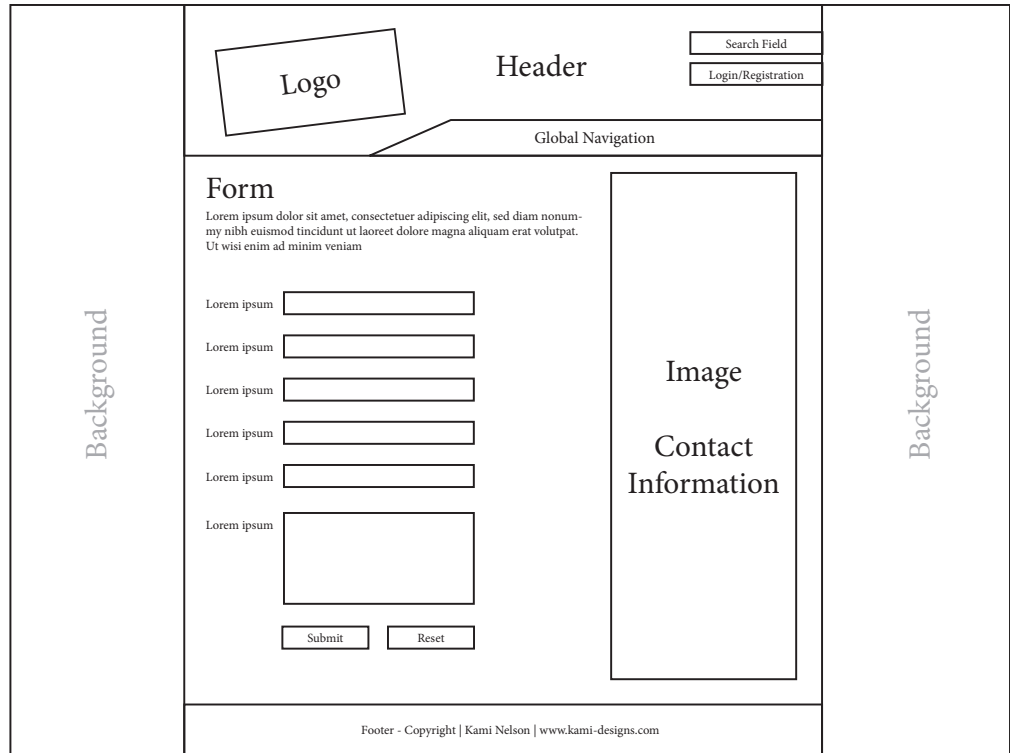 Logo
Header
Search Field
Login/Registration
Global Navigation
Form
Lorem ipsum dolor sit amet, consectetuer adipiscing elit, sed diam nonum-
my nibh euismod tincidunt ut laoreet dolore magna aliquam erat volutpat.
Ut wisi enim ad minim veniam
Lorem ipsum
Lorem ipsum
Lorem ipsum
Lorem ipsum
Lorem ipsum
Lorem ipsum
Submit
Reset
Image
Contact
Information
Background
Background
Footer - Copyright | Kami Nelson | www.kami-designs.com